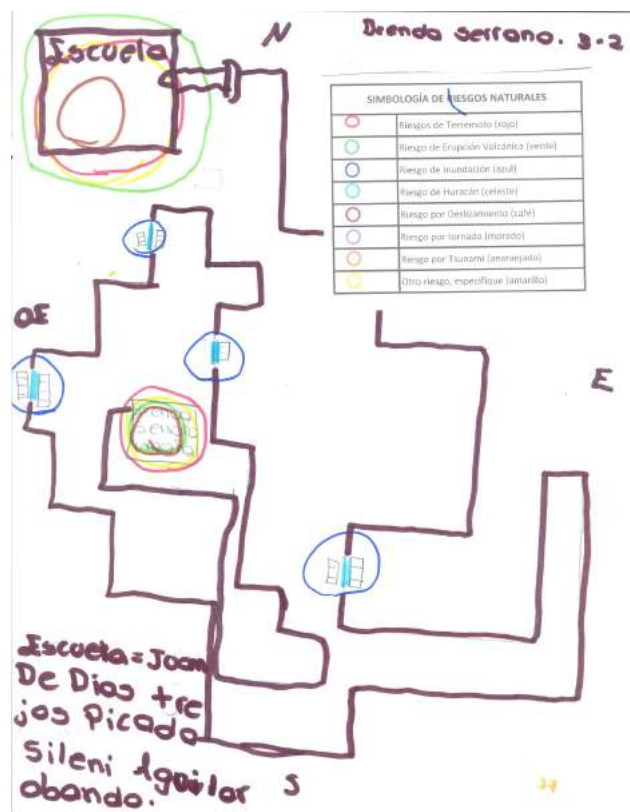 Brenda Serrano. 3-2
N
Escuela
SIMBOLOGÍA DE RIESGOS NATURALES
Riesgos de Terremoto (rojo)
Riesgo de Erupción Volcánica (verde)
Riesgo de Inundación (azul)
Riesgo de Huracán (celeste)
Riesgo por Deslizamiento (café)
Riesgo por tornado (morado)
Riesgo por Tsunami (anaranjado)
Otro riesgo, especifique (amarillo)
OE
E
Brenda
Escuela = Joan
De Dios tre
jos Picado
Sileni Aguilar
obando.
S